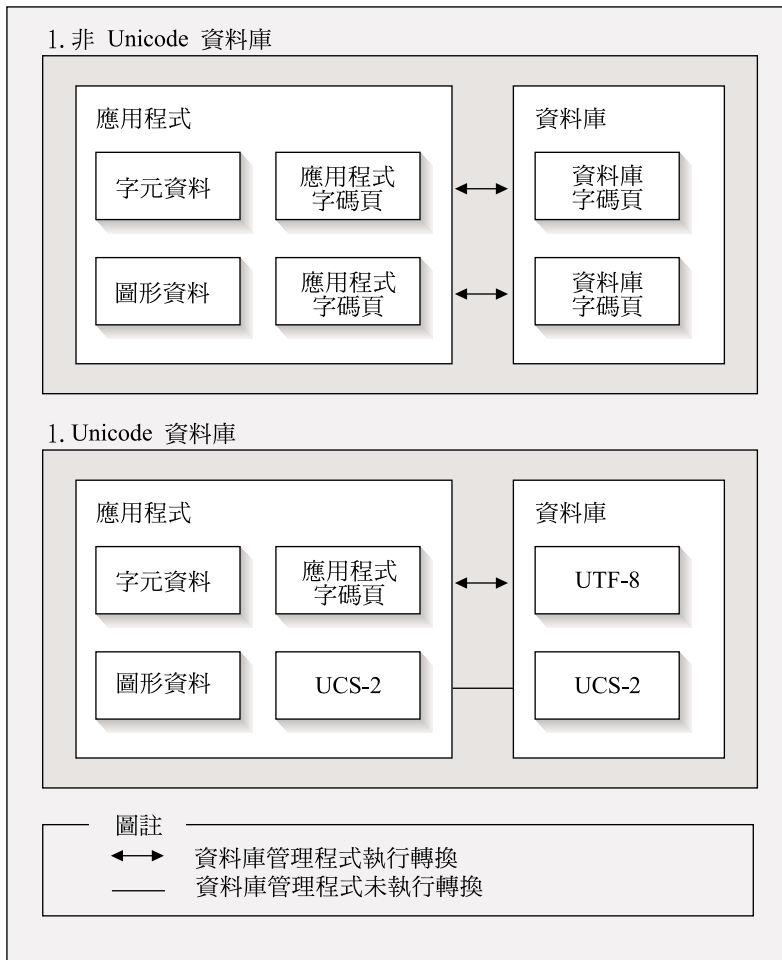 1. 非 Unicode 資料庫
應用程式
資料庫
字元資料
應用程式
字碼頁
資料庫
字碼頁
圖形資料
應用程式
字碼頁
資料庫
字碼頁
1. Unicode 資料庫
應用程式
資料庫
字元資料
應用程式
字碼頁
UTF-8
圖形資料
UCS-2
UCS-2
圖註
資料庫管理程式執行轉換
資料庫管理程式未執行轉換